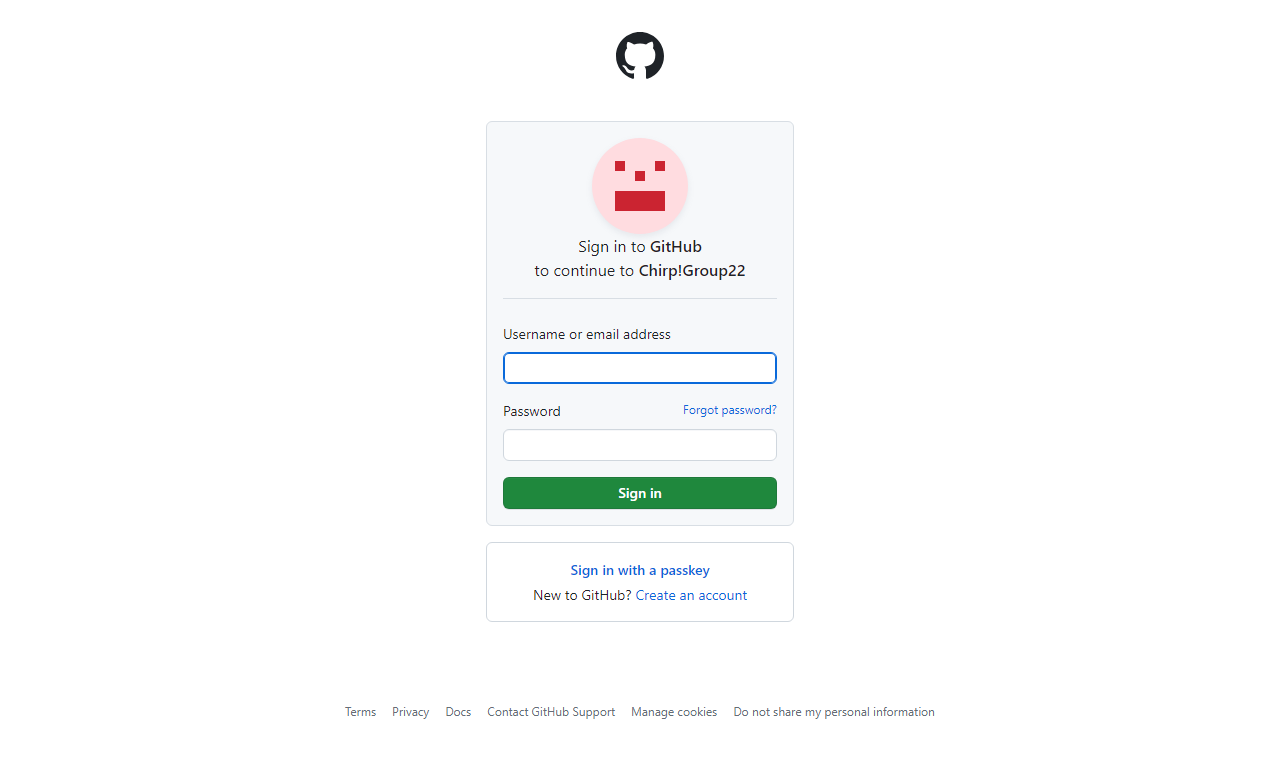 Sign in to GitHub
to continue to Chirp!Group22
Username or email address
Password Forgot password?
Sign in
Sign in with a passkey
New to GitHub? Create an account
Terms Privacy Docs Contact GitHub Support Manage cookies Do not share my personal information